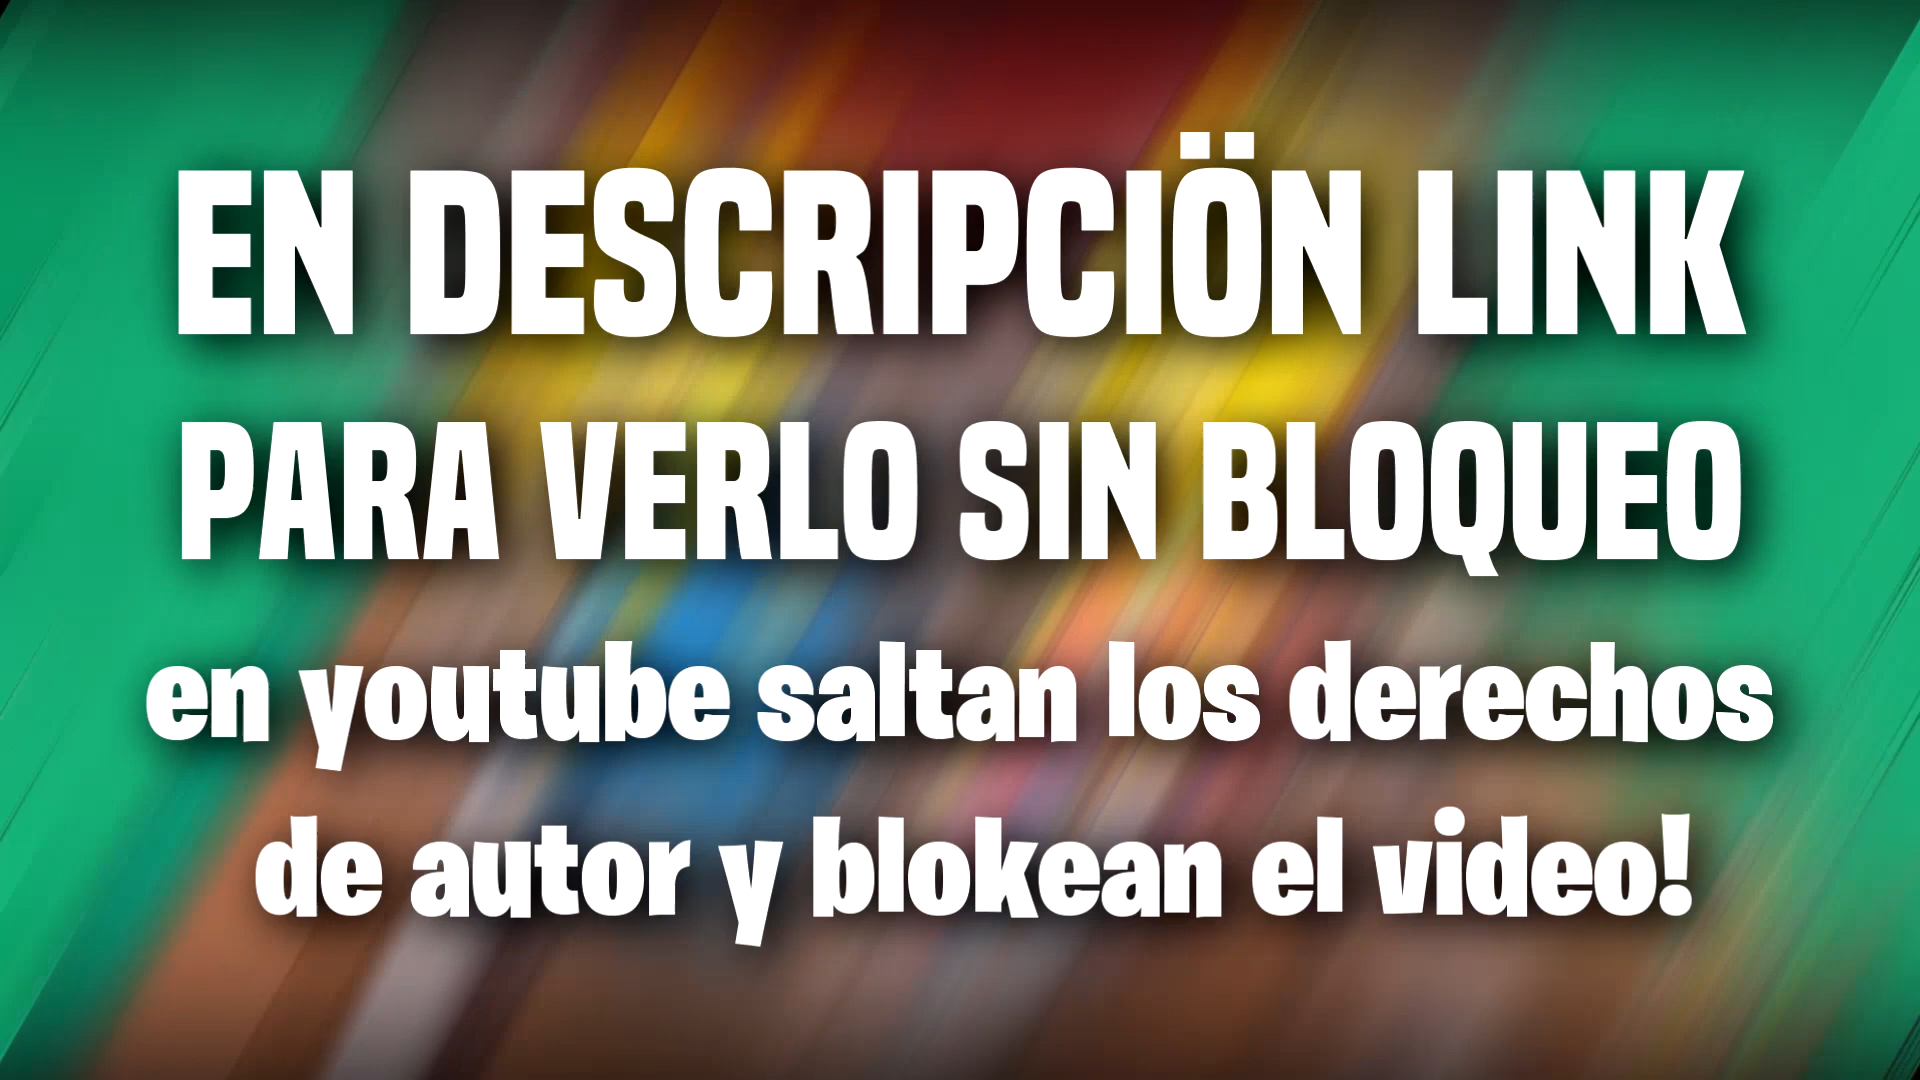 EN DESCRIPCIÖN LINK
PARA VERLO SIN BLOQUEO
en youtube saltan los derechos
de autor y blokean el video!